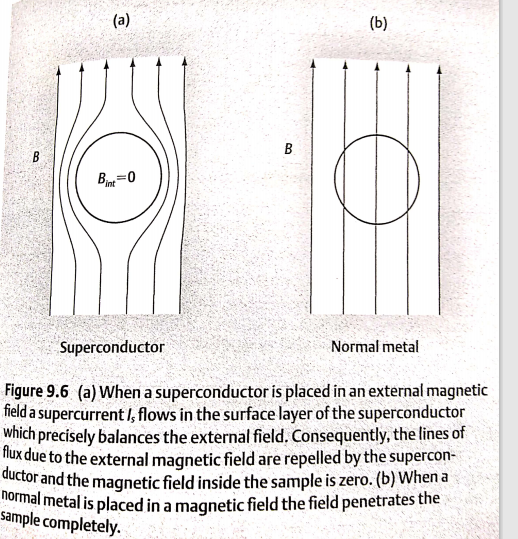 (a)
(b)
B
B_int=0
B
Superconductor
Normal metal
Figure 9.6 (a) When a superconductor is placed in an external magnetic
field a supercurrent I_s flows in the surface layer of the superconductor
which precisely balances the external field. Consequently, the lines of
flux due to the external magnetic field are repelled by the supercon-
ductor and the magnetic field inside the sample is zero. (b) When a
normal metal is placed in a magnetic field the field penetrates the
sample completely.